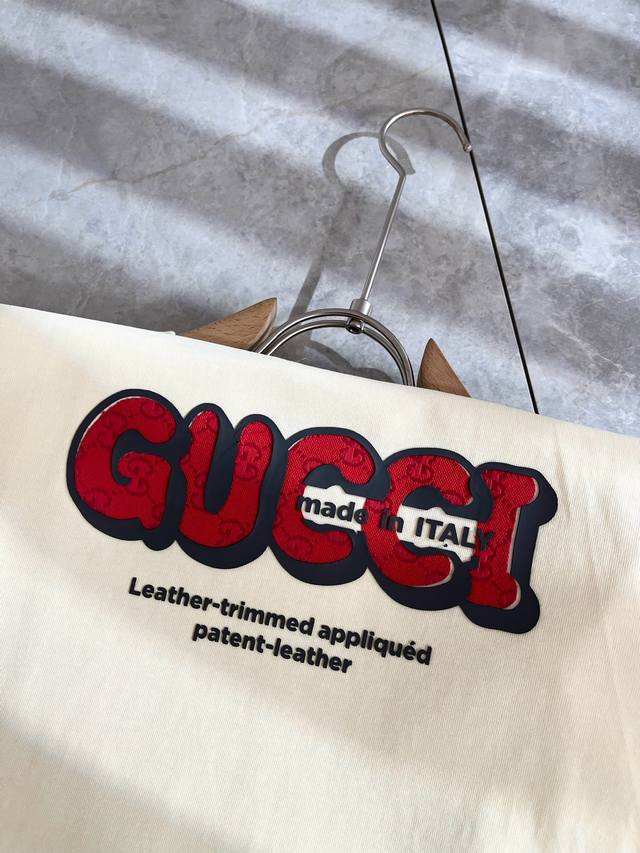 GUCCI
made in ITALY
Leather-trimmed appliquéd
patent-leather